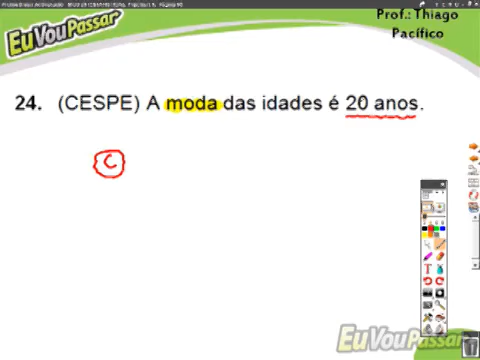 Prof.: Thiago
Pacífico
EuVouPassar
24. (CESPE) A moda das idades é 20 anos.
C
EuVouPassar